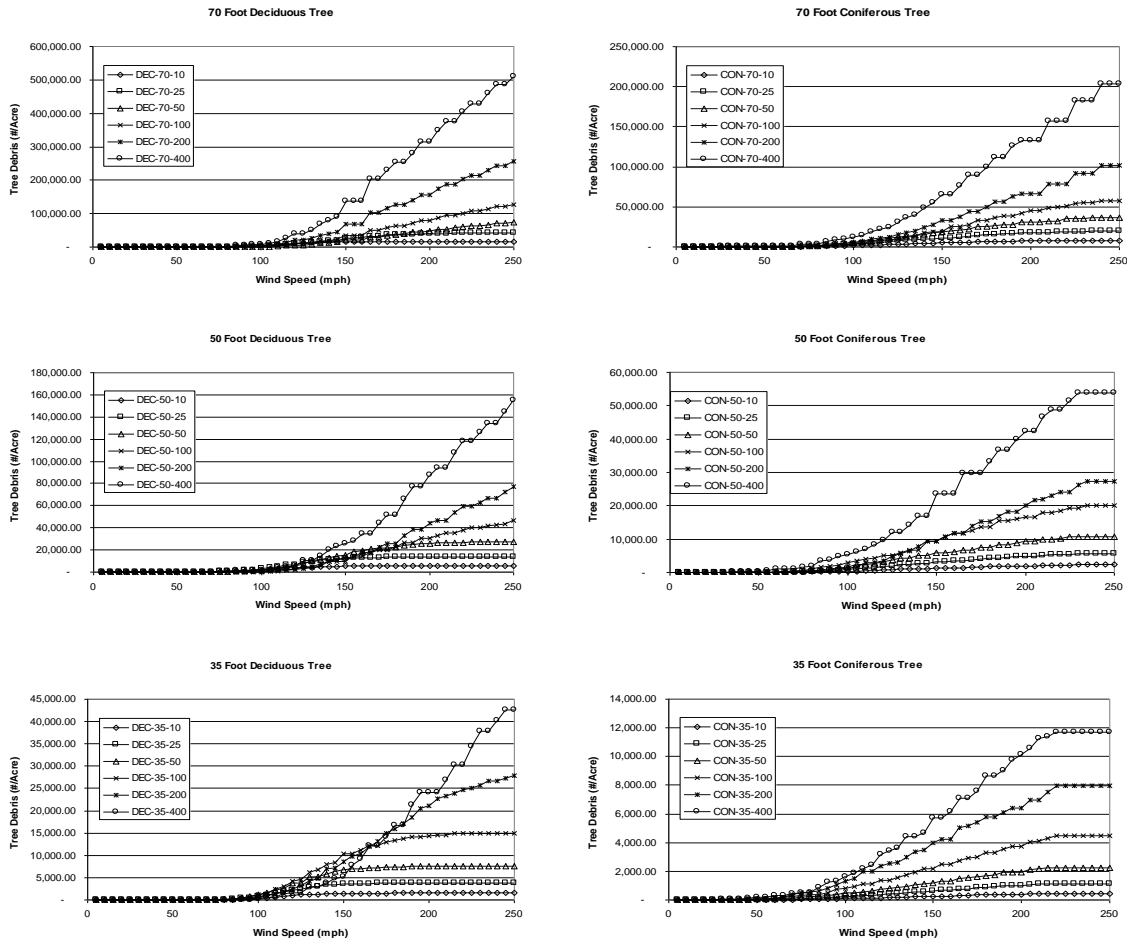 70 Foot Deciduous Tree
600,000.00
500,000.00
400,000.00
300,000.00
200,000.00
100,000.00
-
Tree Debris (#/Acre)
DEC-70-10
DEC-70-25
DEC-70-50
DEC-70-100
DEC-70-200
DEC-70-400
0 50 100 150 200 250
Wind Speed (mph)
70 Foot Coniferous Tree
250,000.00
200,000.00
150,000.00
100,000.00
50,000.00
-
Tree Debris (#/Acre)
CON-70-10
CON-70-25
CON-70-50
CON-70-100
CON-70-200
CON-70-400
0 50 100 150 200 250
Wind Speed (mph)
50 Foot Deciduous Tree
180,000.00
160,000.00
140,000.00
120,000.00
100,000.00
80,000.00
60,000.00
40,000.00
20,000.00
-
Tree Debris (#/Acre)
DEC-50-10
DEC-50-25
DEC-50-50
DEC-50-100
DEC-50-200
DEC-50-400
0 50 100 150 200 250
Wind Speed (mph)
50 Foot Coniferous Tree
60,000.00
50,000.00
40,000.00
30,000.00
20,000.00
10,000.00
-
Tree Debris (#/Acre)
CON-50-10
CON-50-25
CON-50-50
CON-50-100
CON-50-200
CON-50-400
0 50 100 150 200 250
Wind Speed (mph)
35 Foot Deciduous Tree
45,000.00
40,000.00
35,000.00
30,000.00
25,000.00
20,000.00
15,000.00
10,000.00
5,000.00
-
Tree Debris (#/Acre)
DEC-35-10
DEC-35-25
DEC-35-50
DEC-35-100
DEC-35-200
DEC-35-400
0 50 100 150 200 250
Wind Speed (mph)
35 Foot Coniferous Tree
14,000.00
12,000.00
10,000.00
8,000.00
6,000.00
4,000.00
2,000.00
-
Tree Debris (#/Acre)
CON-35-10
CON-35-25
CON-35-50
CON-35-100
CON-35-200
CON-35-400
0 50 100 150 200 250
Wind Speed (mph)